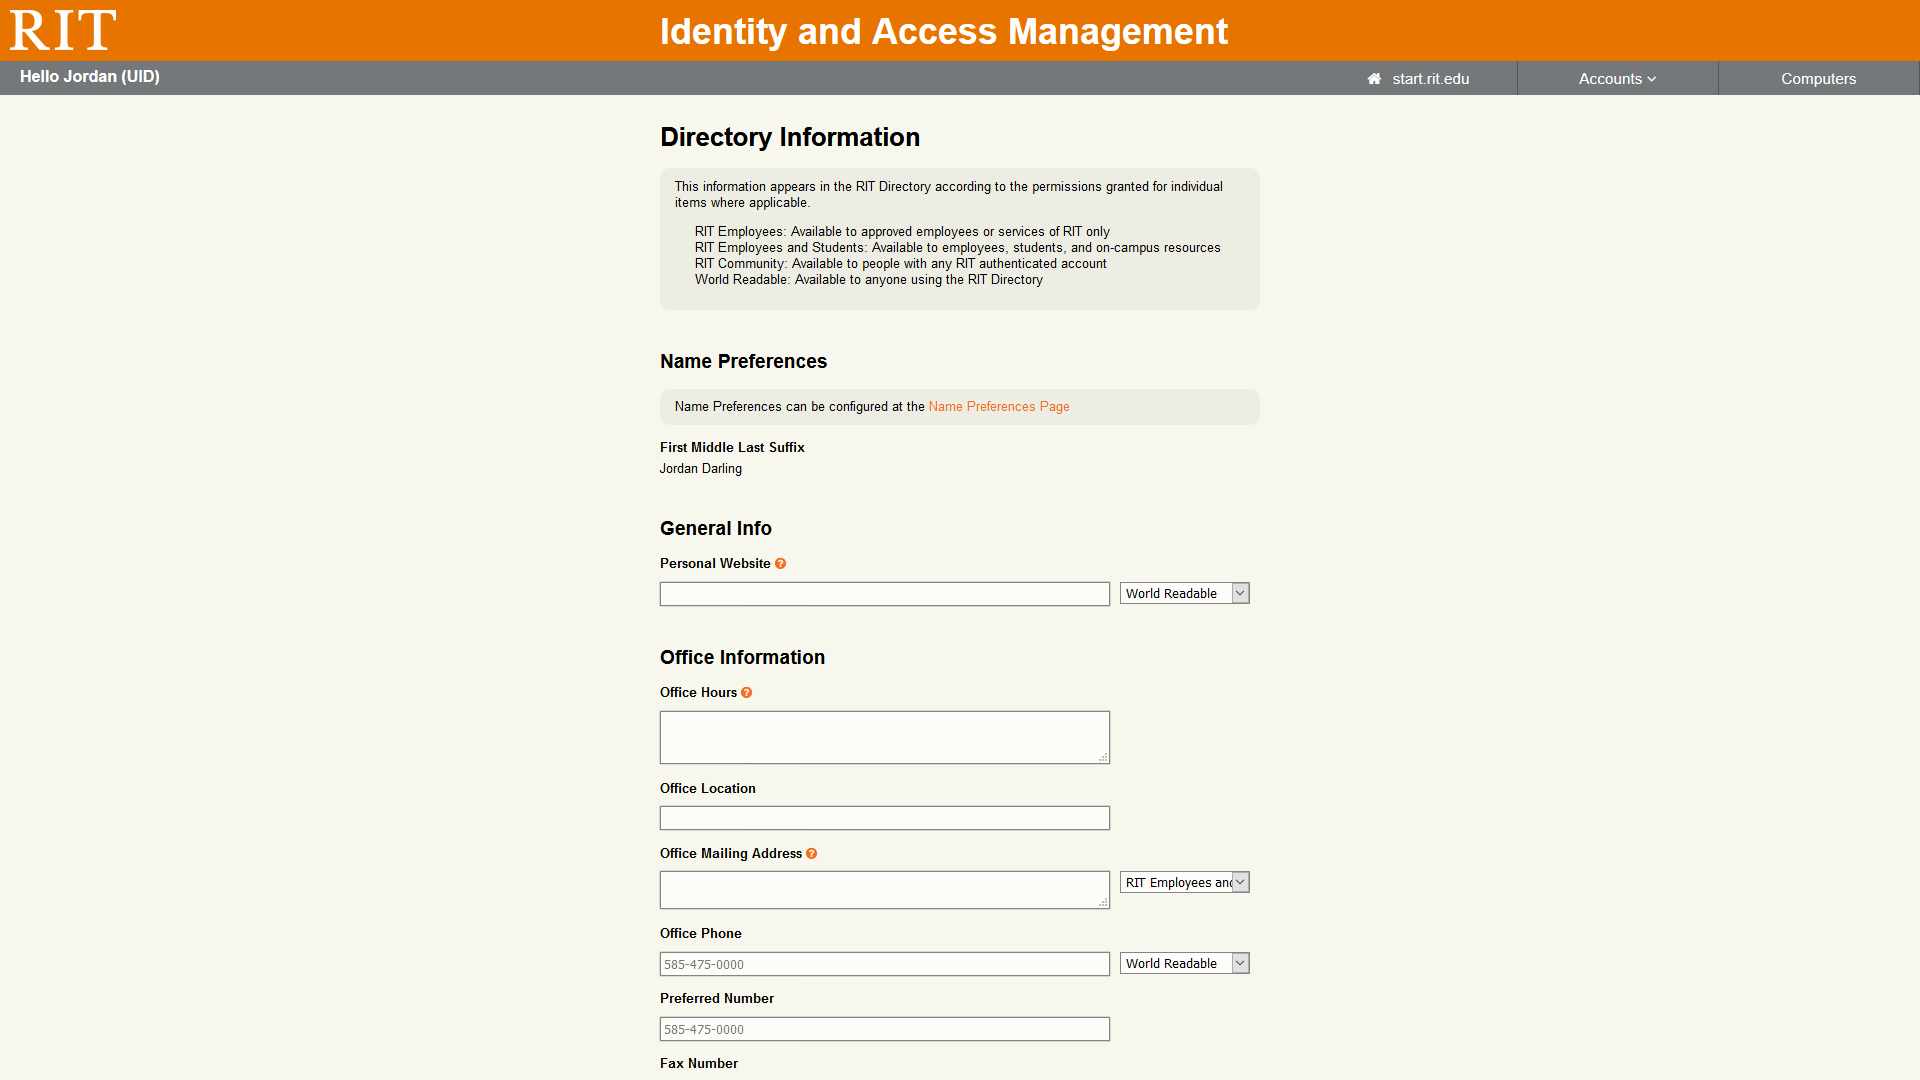 RIT
Identity and Access Management
Hello Jordan (UID)
start.rit.edu
Accounts
Computers
Directory Information
This information appears in the RIT Directory according to the permissions granted for individual
items where applicable.
RIT Employees: Available to approved employees or services of RIT only
RIT Employees and Students: Available to employees, students, and on-campus resources
RIT Community: Available to people with any RIT authenticated account
World Readable: Available to anyone using the RIT Directory
Name Preferences
Name Preferences can be configured at the Name Preferences Page
First Middle Last Suffix
Jordan Darling
General Info
Personal Website ?
World Readable
Office Information
Office Hours ?
Office Location
Office Mailing Address ?
RIT Employees and
Office Phone
585-475-0000
World Readable
Preferred Number
585-475-0000
Fax Number